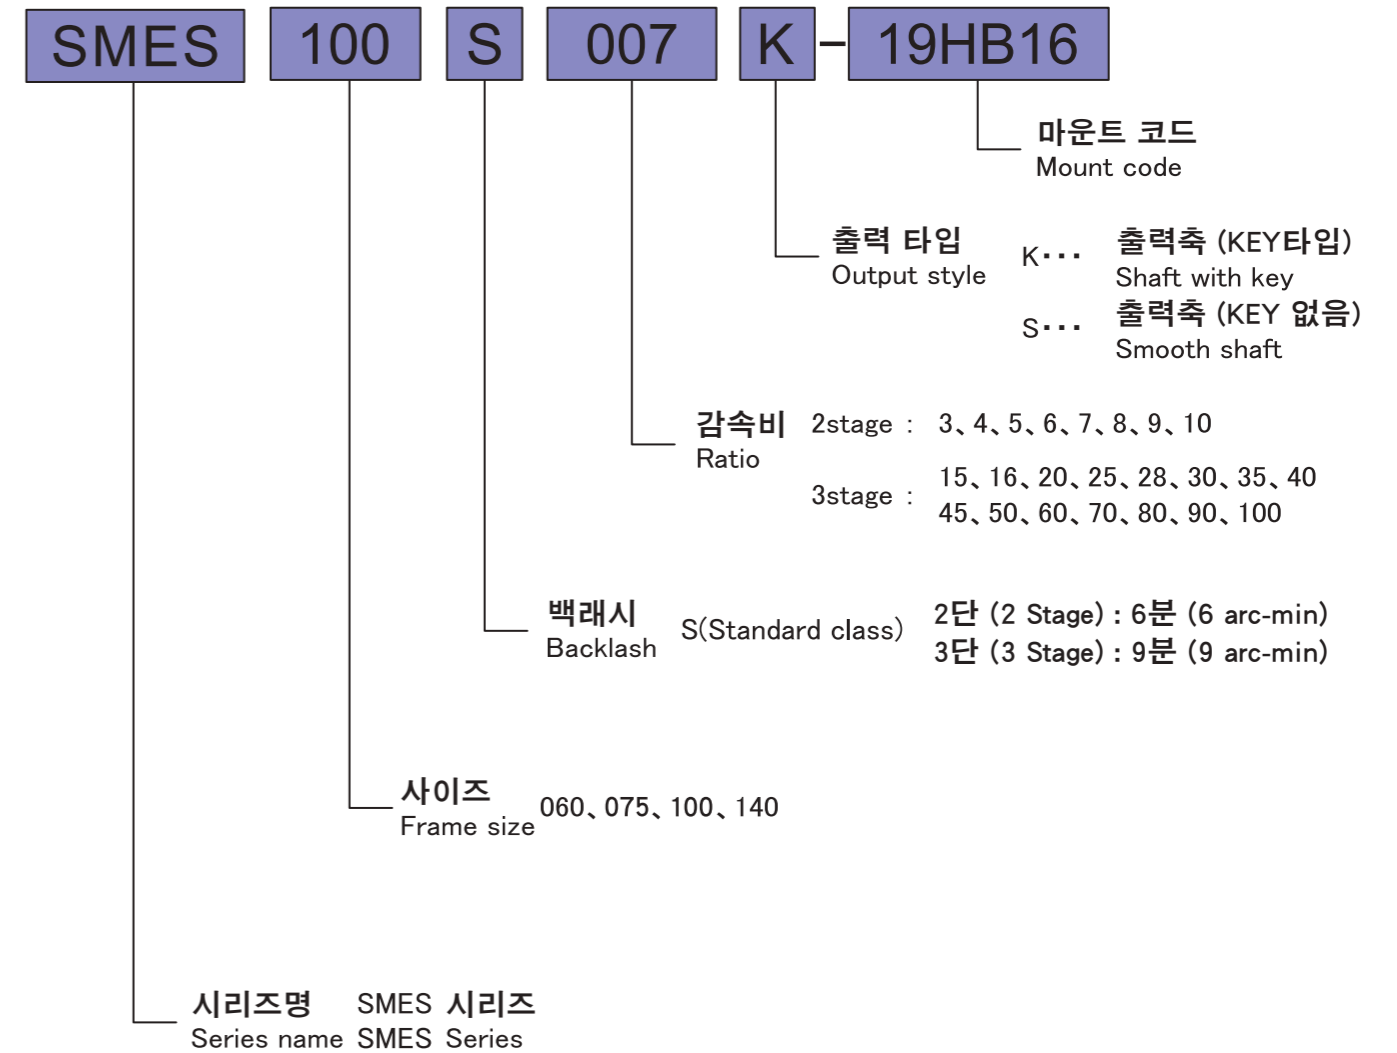 SMES 100 S 007 K - 19HB16
마운트 코드
Mount code
출력 타입
Output style
K･･･ 출력축 (KEY타입)
Shaft with key
S･･･ 출력축 (KEY 없음)
Smooth shaft
감속비
Ratio
2stage : 3、4、5、6、7、8、9、10
3stage : 15、16、20、25、28、30、35、40
45、50、60、70、80、90、100
백래시
Backlash
S(Standard class)
2단 (2 Stage) : 6분 (6 arc-min)
3단 (3 Stage) : 9분 (9 arc-min)
사이즈
Frame size
060、075、100、140
시리즈명 SMES 시리즈
Series name SMES Series